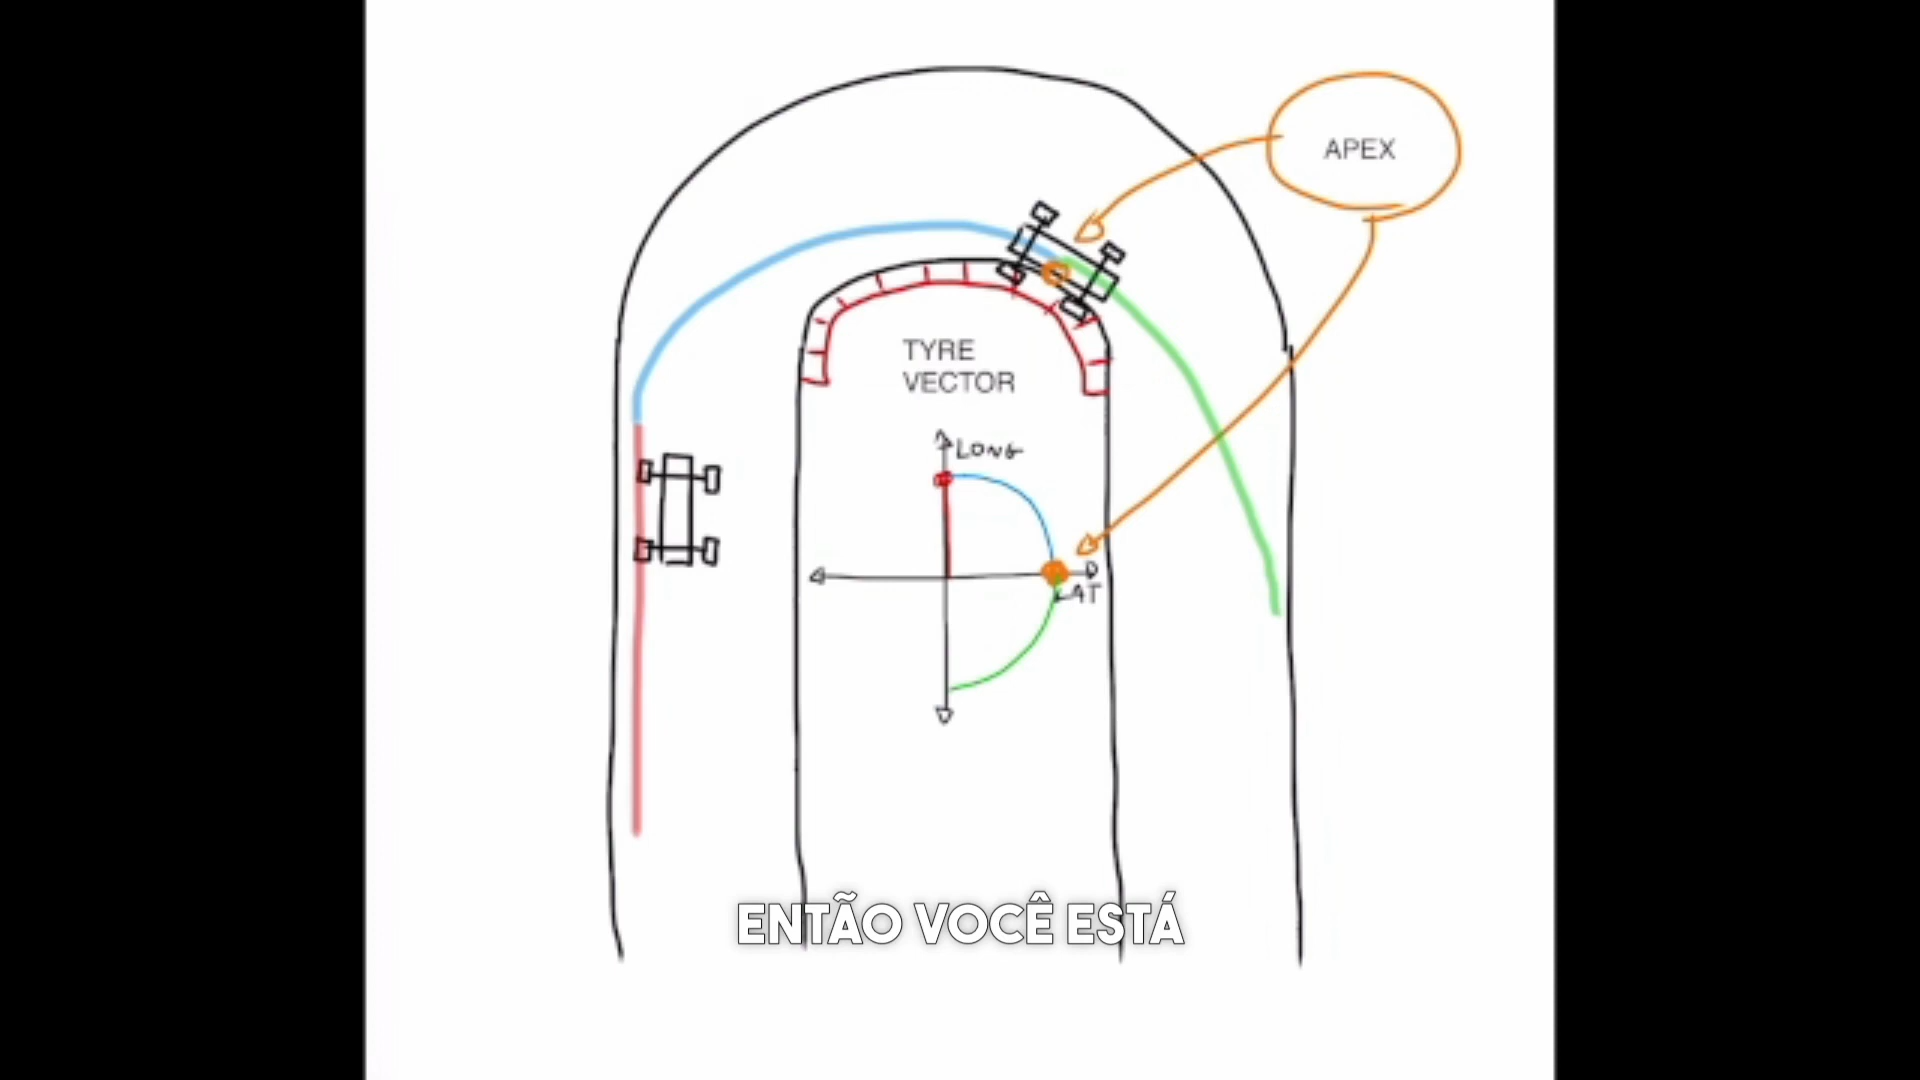 APEX
TYRE
VECTOR
LONG
LAT
ENTÃO VOCÊ ESTÁ